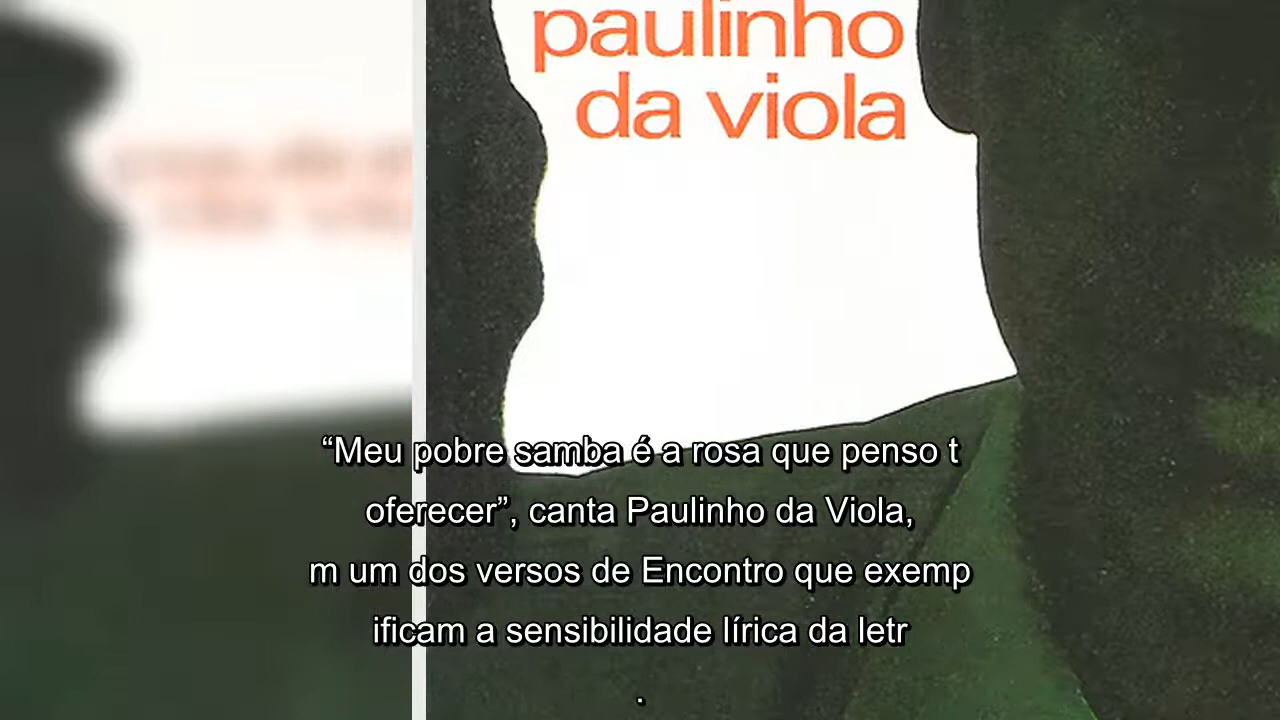 paulinho
da viola
“Meu pobre samba é a rosa que penso t
oferecer”, canta Paulinho da Viola,
m um dos versos de Encontro que exemp
ificam a sensibilidade lírica da letr
.